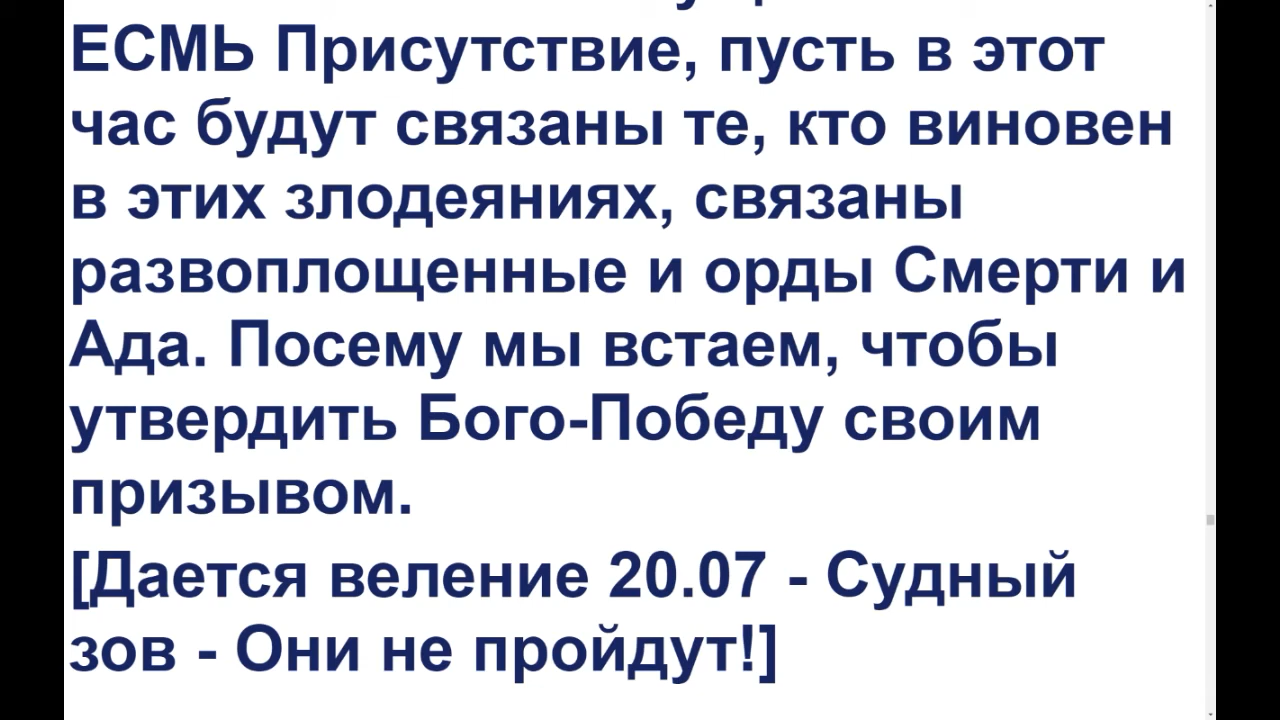 ЕСМЬ Присутствие, пусть в этот
час будут связаны те, кто виновен
в этих злодеяниях, связаны
развоплощенные и орды Смерти и
Ада. Посему мы встаем, чтобы
утвердить Бого-Победу своим
призывом.
[Дается веление 20.07 - Судный
зов - Они не пройдут!]